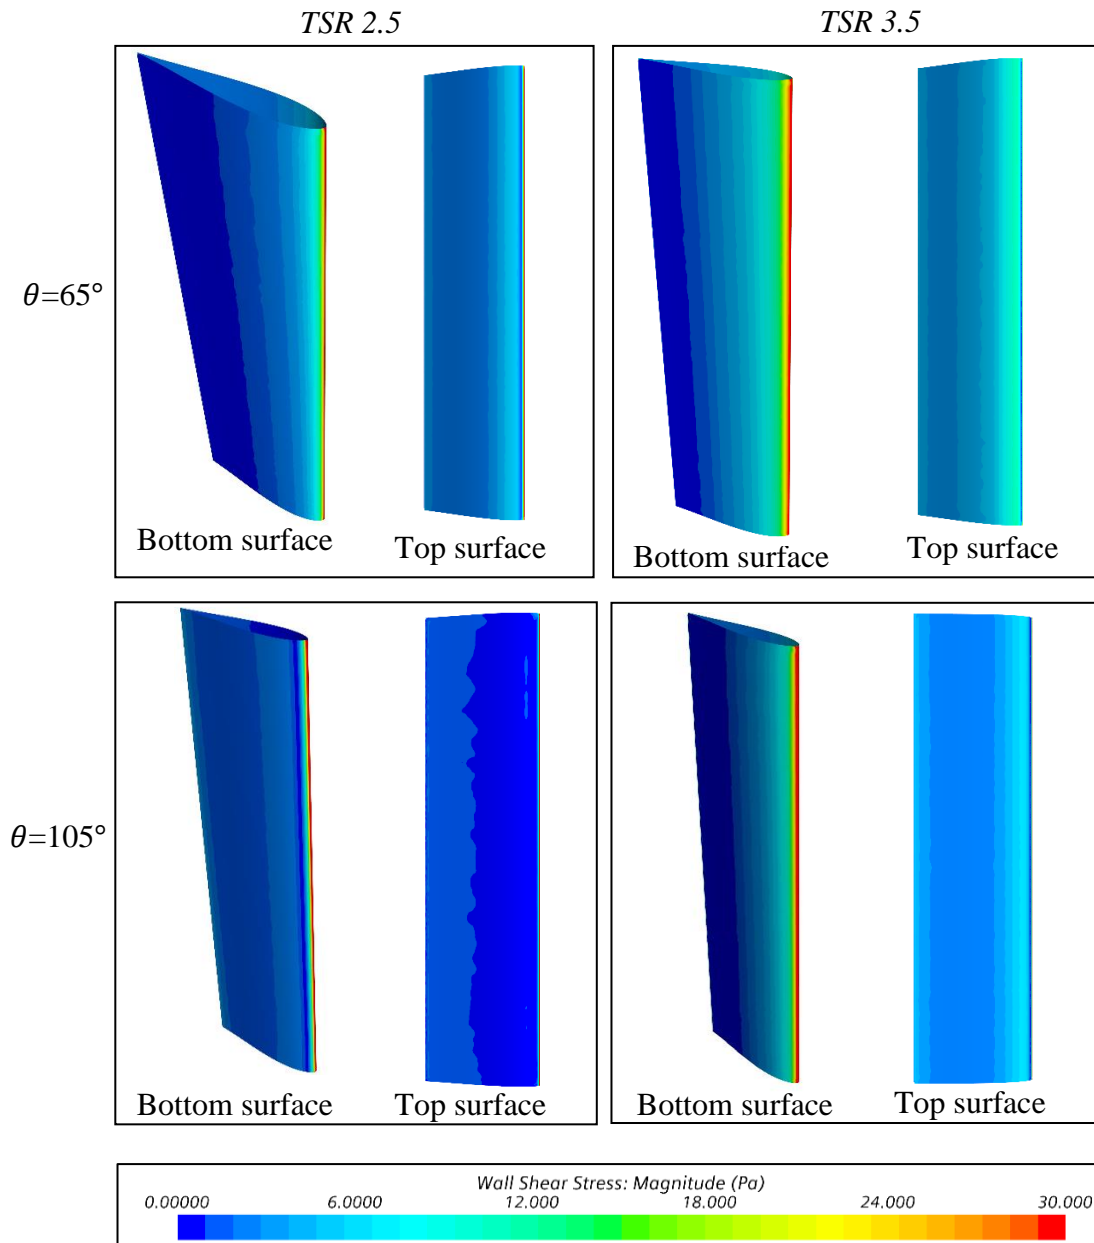 TSR 2.5
TSR 3.5
θ=65°
Bottom surface
Top surface
Bottom surface
Top surface
θ=105°
Bottom surface
Top surface
Bottom surface
Top surface
Wall Shear Stress: Magnitude (Pa)
0.00000 6.0000 12.000 18.000 24.000 30.000